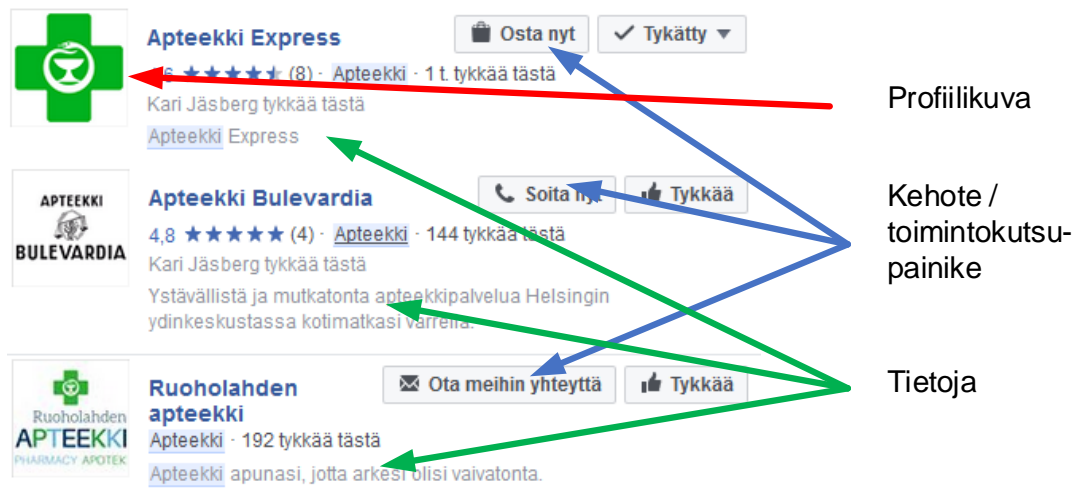 Apteekki Express
Osta nyt
Tykätty
(8) · Apteekki · 1 t. tykkää tästä
Kari Jäsberg tykkää tästä
Apteekki Express
Profiilikuva
APTEEKKI
BULEVARDIA
Apteekki Bulevardia
Soita nyt
Tykkää
4,8 (4) · Apteekki · 144 tykkää tästä
Kari Jäsberg tykkää tästä
Ystävällistä ja mutkatonta apteekkipalvelua Helsingin
ydinkeskustassa kotimatkasi varrella.
Kehote /
toimintokutsu-
painike
Ruoholahden
APTEEKKI
PHARMACY APOTEK
Ruoholahden
apteekki
Ota meihin yhteyttä
Tykkää
Apteekki · 192 tykkää tästä
Apteekki apunasi, jotta arkesi olisi vaivatonta.
Tietoja